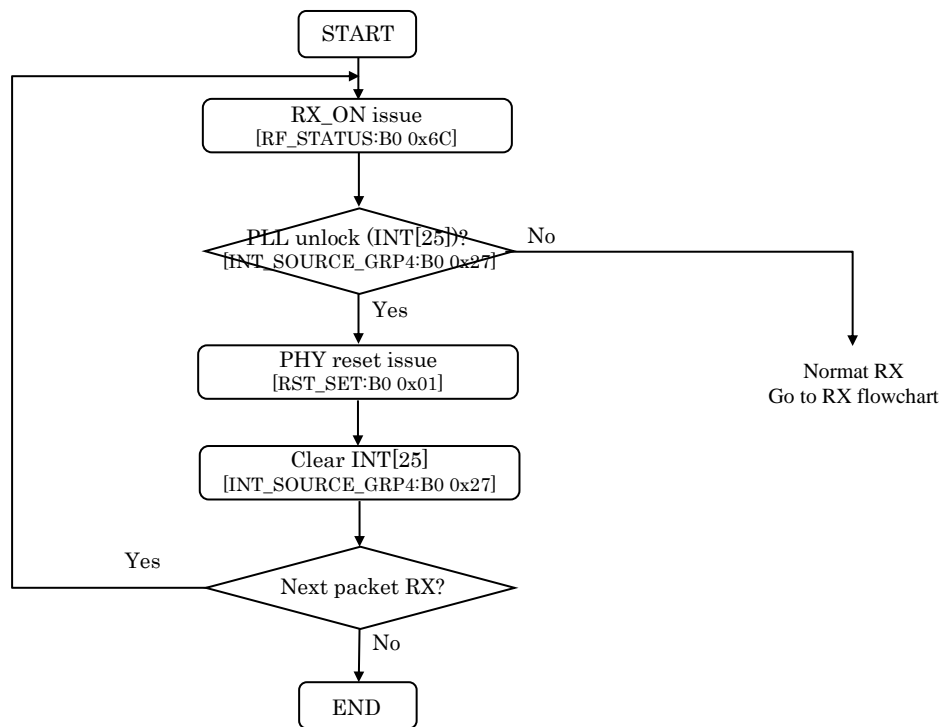 START
RX_ON issue
[RF_STATUS:B0 0x6C]
PLL unlock (INT[25])?
[INT_SOURCE_GRP4:B0 0x27]
No
Yes
PHY reset issue
[RST_SET:B0 0x01]
Normat RX
Go to RX flowchart
Clear INT[25]
[INT_SOURCE_GRP4:B0 0x27]
Yes
Next packet RX?
No
END